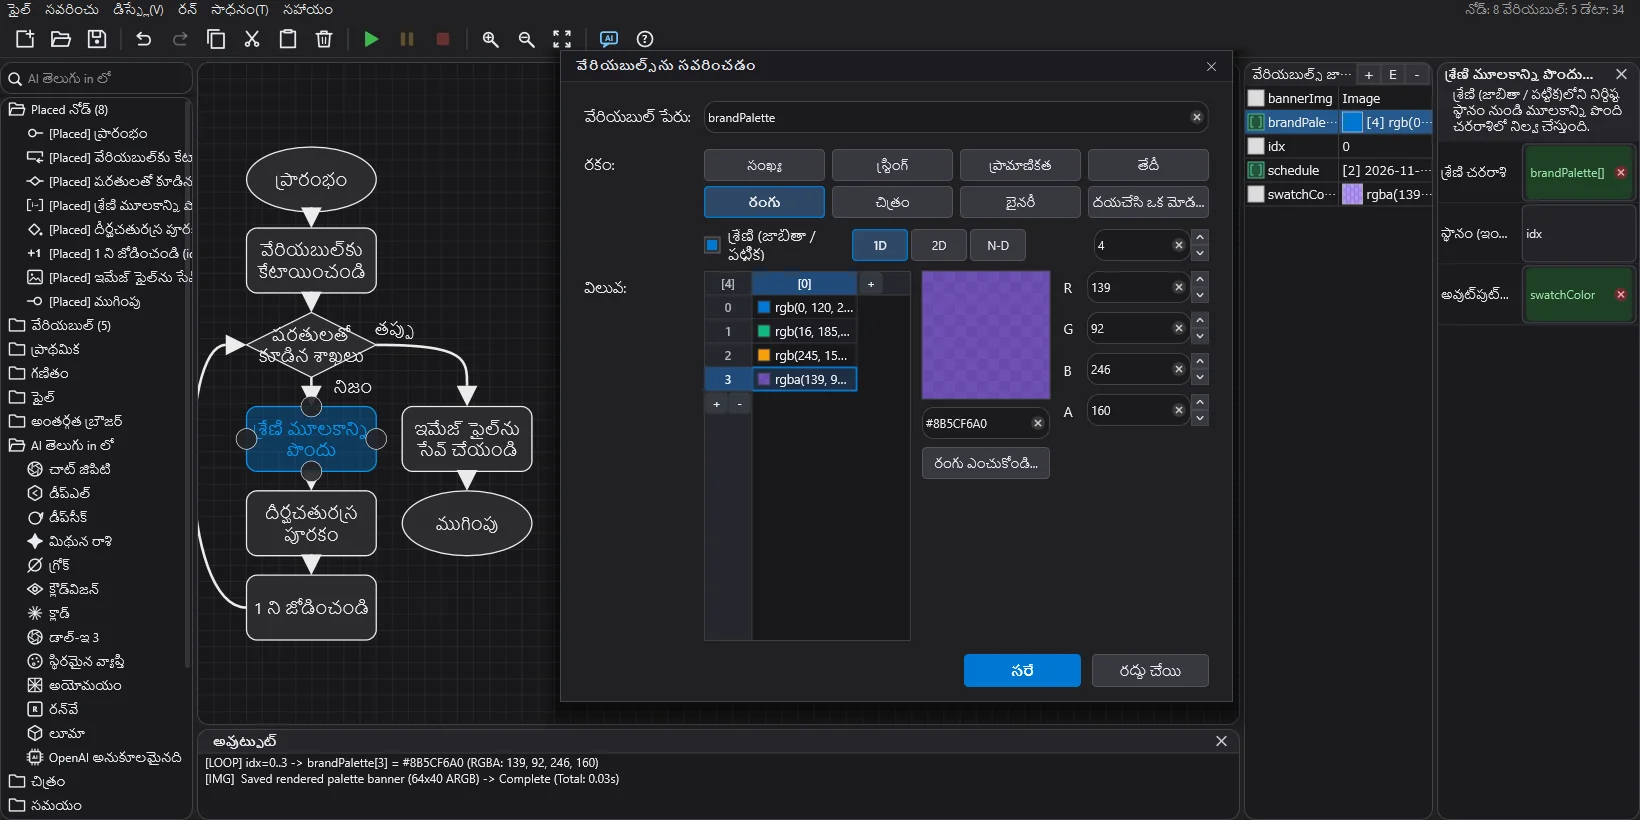 ఫైల్ సవరించు డిస్ప్లే(V) రన్ సాధనం(T) సహాయం
నోడ్: 8 వేరియబుల్: 5 డేటా: 34
AI తెలుగు in లో
Placed నోడ్ (8)
[Placed] ప్రారంభం
[Placed] వేరియబుల్‌కు కేట
[Placed] షరతులతో కూడిన
[Placed] శ్రేణి మూలకాన్ని ప
[Placed] దీర్ఘచతురస్ర పూర
[Placed] 1 ని జోడించండి (ic
[Placed] ఇమేజ్ ఫైల్‌ను సే
[Placed] ముగింపు
వేరియబుల్ (5)
ప్రాథమిక
గణితం
ఫైల్
అంతర్గత బ్రౌజర్
AI తెలుగు in లో
చాట్ జిపిటి
డీప్ఎల్
డీప్‌సీక్
మిథున రాశి
గ్రోక్
క్లౌడ్‌విజన్
క్లాడ్
డాల్-ఇ 3
స్థిరమైన వ్యాప్తి
అయోమయం
రన్‌వే
లూమా
OpenAI అనుకూలమైనది
చిత్రం
సమయం
ప్రారంభం
వేరియబుల్‌కు
కేటాయించండి
షరతులతో
కూడిన శాఖలు
తప్పు
నిజం
శ్రేణి మూలకాన్ని
పొందు
ఇమేజ్ ఫైల్‌ను
సేవ్ చేయండి
దీర్ఘచతురస్ర
పూరకం
ముగింపు
1 ని జోడించండి
వేరియబుల్స్‌ను సవరించడం
వేరియబుల్ పేరు:
brandPalette
రకం:
సంఖ్య
స్ట్రింగ్
ప్రామాణికత
తేదీ
రంగు
చిత్రం
బైనరీ
దయచేసి ఒక మోడ...
శ్రేణి (జాబితా /
పట్టిక)
1D 2D N-D 4
విలువ:
[4] [0] +
0 rgb(0, 120, 2...
1 rgb(16, 185,...
2 rgb(245, 15...
3 rgba(139, 9...
+ -
#8B5CF6A0
రంగు ఎంచుకోండి...
R 139
G 92
B 246
A 160
సరే
రద్దు చేయి
వేరియబుల్స్ జా··· + E -
bannerImg Image
brandPale··· [4] rgb(0···
idx 0
schedule [2] 2026-11-···
swatchCo··· rgba(139···
శ్రేణి మూలకాన్ని పొందు...
శ్రేణి (జాబితా / పట్టిక)లోని నిర్దిష్ట
స్థానం నుండి మూలకాన్ని పొంది
చరరాశిలో నిల్వ చేస్తుంది.
శ్రేణి చరరాశి brandPalette[]
స్థానం (ఇం... idx
అవుట్‌పుట్... swatchColor
అవుట్పుట్
[LOOP] idx=0..3 -> brandPalette[3] = #8B5CF6A0 (RGBA: 139, 92, 246, 160)
[IMG] Saved rendered palette banner (64x40 ARGB) -> Complete (Total: 0.03s)